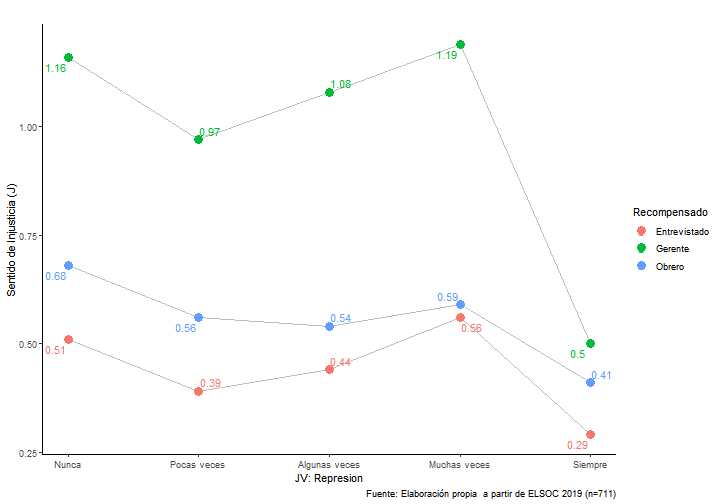 1.16
0.97
1.08
1.19
0.5
0.68
0.56
0.54
0.59
0.41
0.51
0.39
0.44
0.56
0.29
1.00
0.75
0.50
0.25
Sentido de Injusticia (J)
Nunca Pocas veces Algunas veces Muchas veces Siempre
JV: Represion
Recompensado
Entrevistado
Gerente
Obrero
Fuente: Elaboración propia a partir de ELSOC 2019 (n=711)